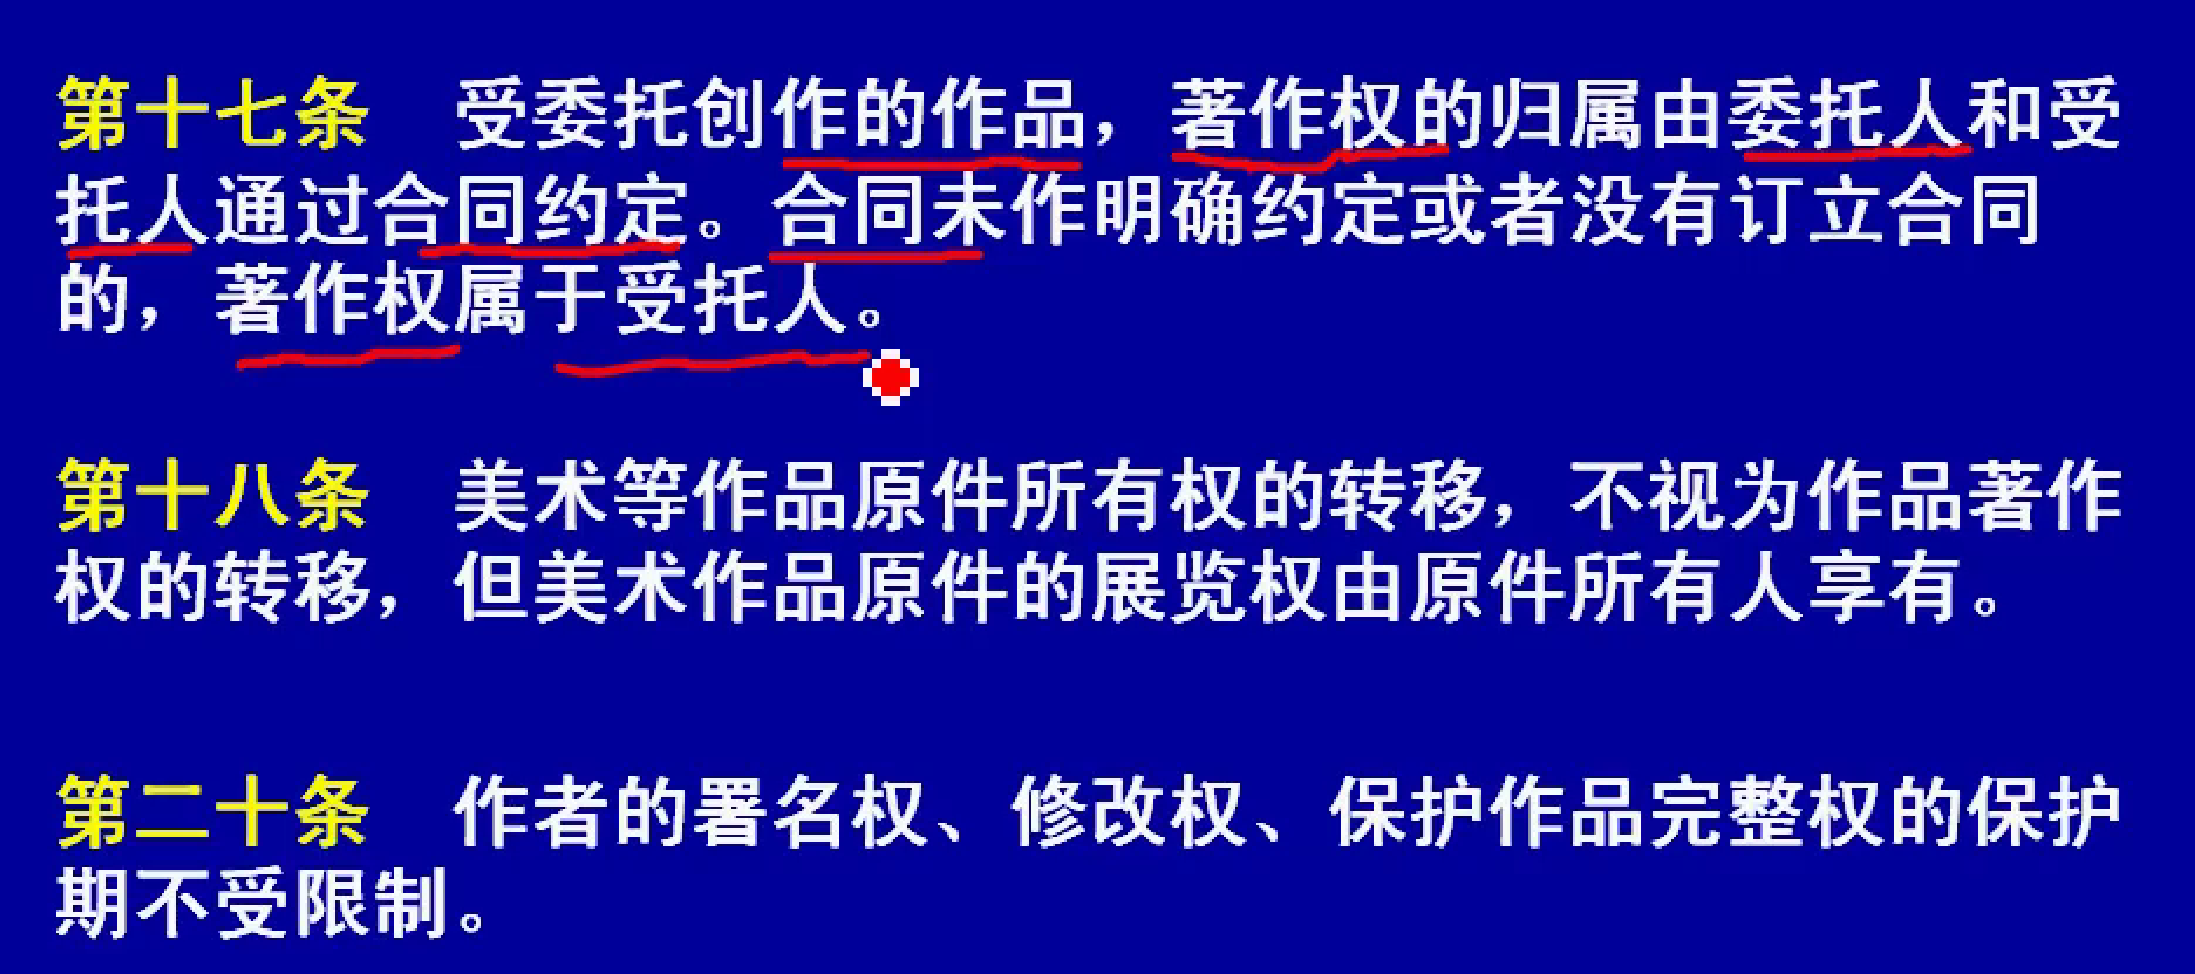 第十七条 受委托创作的作品，著作权的归属由委托人和受
托人通过合同约定。合同未作明确约定或者没有订立合同
的，著作权属于受托人。
第十八条 美术等作品原件所有权的转移，不视为作品著作
权的转移，但美术作品原件的展览权由原件所有人享有。
第二十条 作者的署名权、修改权、保护作品完整权的保护
期不受限制。